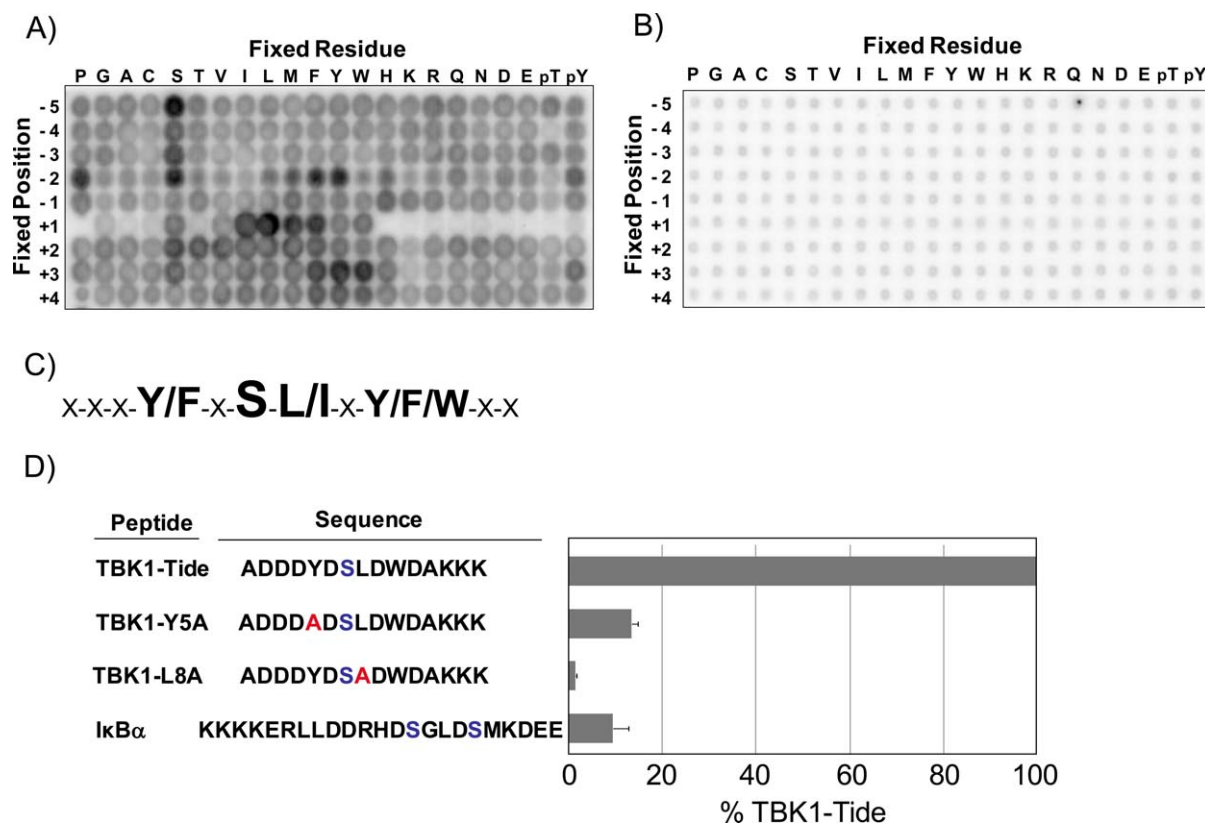 A)
Fixed Residue
P G A C S T V I L M F Y W H K R Q N D E pT pY
Fixed Position
- 5
- 4
- 3
- 2
- 1
+1
+2
+3
+4
B)
Fixed Residue
P G A C S T V I L M F Y W H K R Q N D E pT pY
Fixed Position
- 5
- 4
- 3
- 2
- 1
+1
+2
+3
+4
C)
X-X-X-Y/F-X-S-L/I-X-Y/F/W-X-X
D)
Peptide Sequence
TBK1-Tide ADDDYDSLDWDAKKK
TBK1-Y5A ADDDADSLDWDAKKK
TBK1-L8A ADDDYDSADWDAKKK
IκBα KKKKERLLDDRHDSGLDSMKDEE
0 20 40 60 80 100
% TBK1-Tide